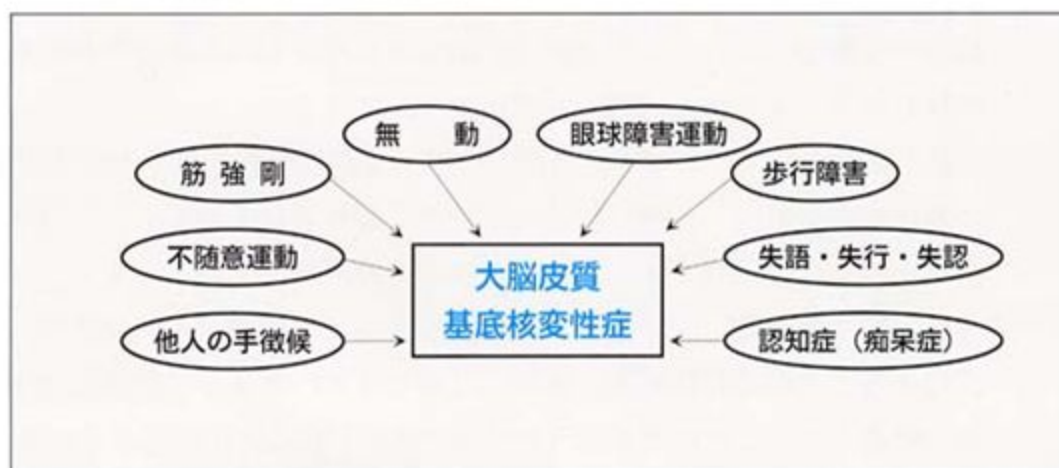 無 動
眼球障害運動
筋 強 剛
歩行障害
不随意運動
失語・失行・失認
大脳皮質
基底核変性症
他人の手徴候
認知症（痴呆症）